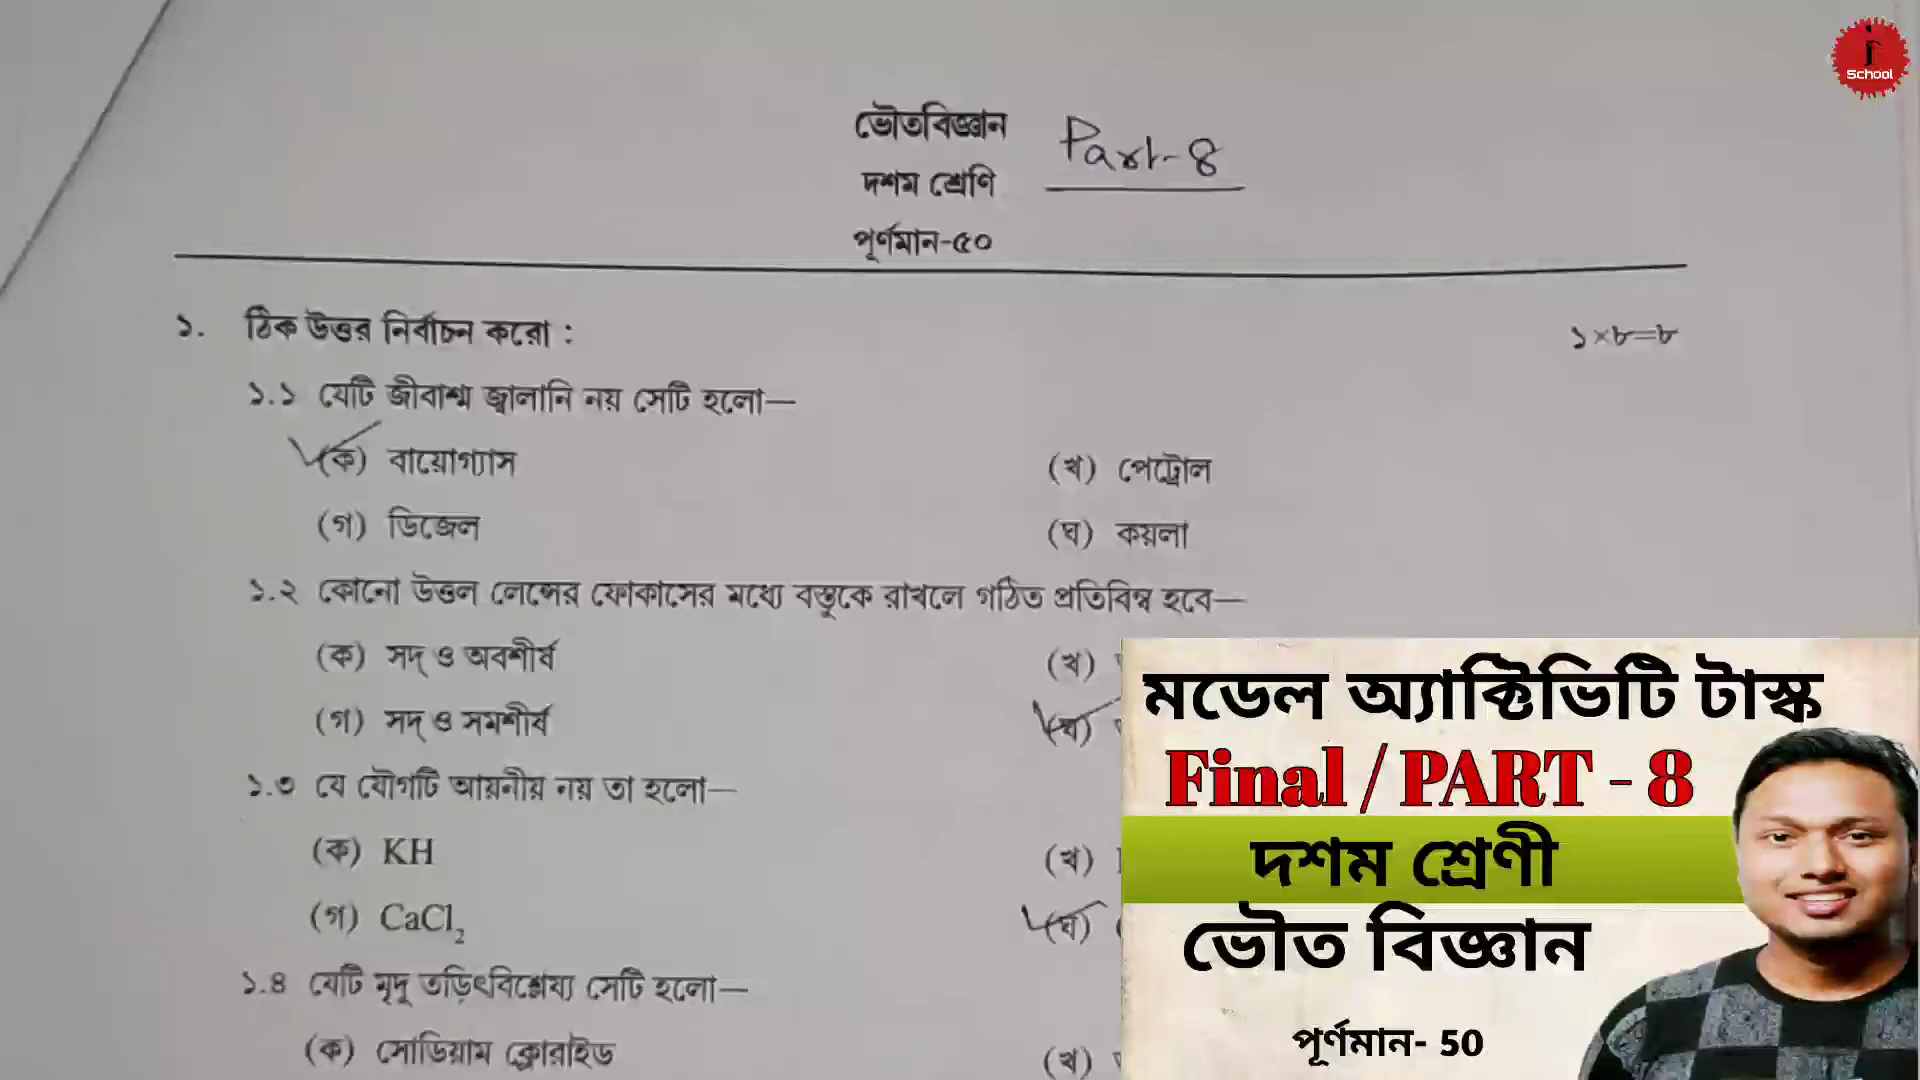 ভৌতবিজ্ঞান
Part-8
দশম শ্রেণি
পূর্ণমান-৫০
১. ঠিক উত্তর নির্বাচন করো : ১×৮=৮
১.১ যেটি জীবাশ্ম জ্বালানি নয় সেটি হলো—
(ক) বায়োগ্যাস (খ) পেট্রোল
(গ) ডিজেল (ঘ) কয়লা
১.২ কোনো উত্তল লেন্সের ফোকাসের মধ্যে বস্তুকে রাখলে গঠিত প্রতিবিম্ব হবে—
(ক) সদ্ ও অবশীর্ষ (খ)
(গ) সদ্ ও সমশীর্ষ (ঘ)
১.৩ যে যৌগটি আয়নীয় নয় তা হলো—
(ক) KH (খ)
(গ) CaCl₂ (ঘ)
১.৪ যেটি মৃদু তড়িৎবিশ্লেষ্য সেটি হলো—
(ক) সোডিয়াম ক্লোরাইড (খ)
School
মডেল অ্যাক্টিভিটি টাস্ক
Final / PART - 8
দশম শ্রেণী
ভৌত বিজ্ঞান
পূর্ণমান- 50